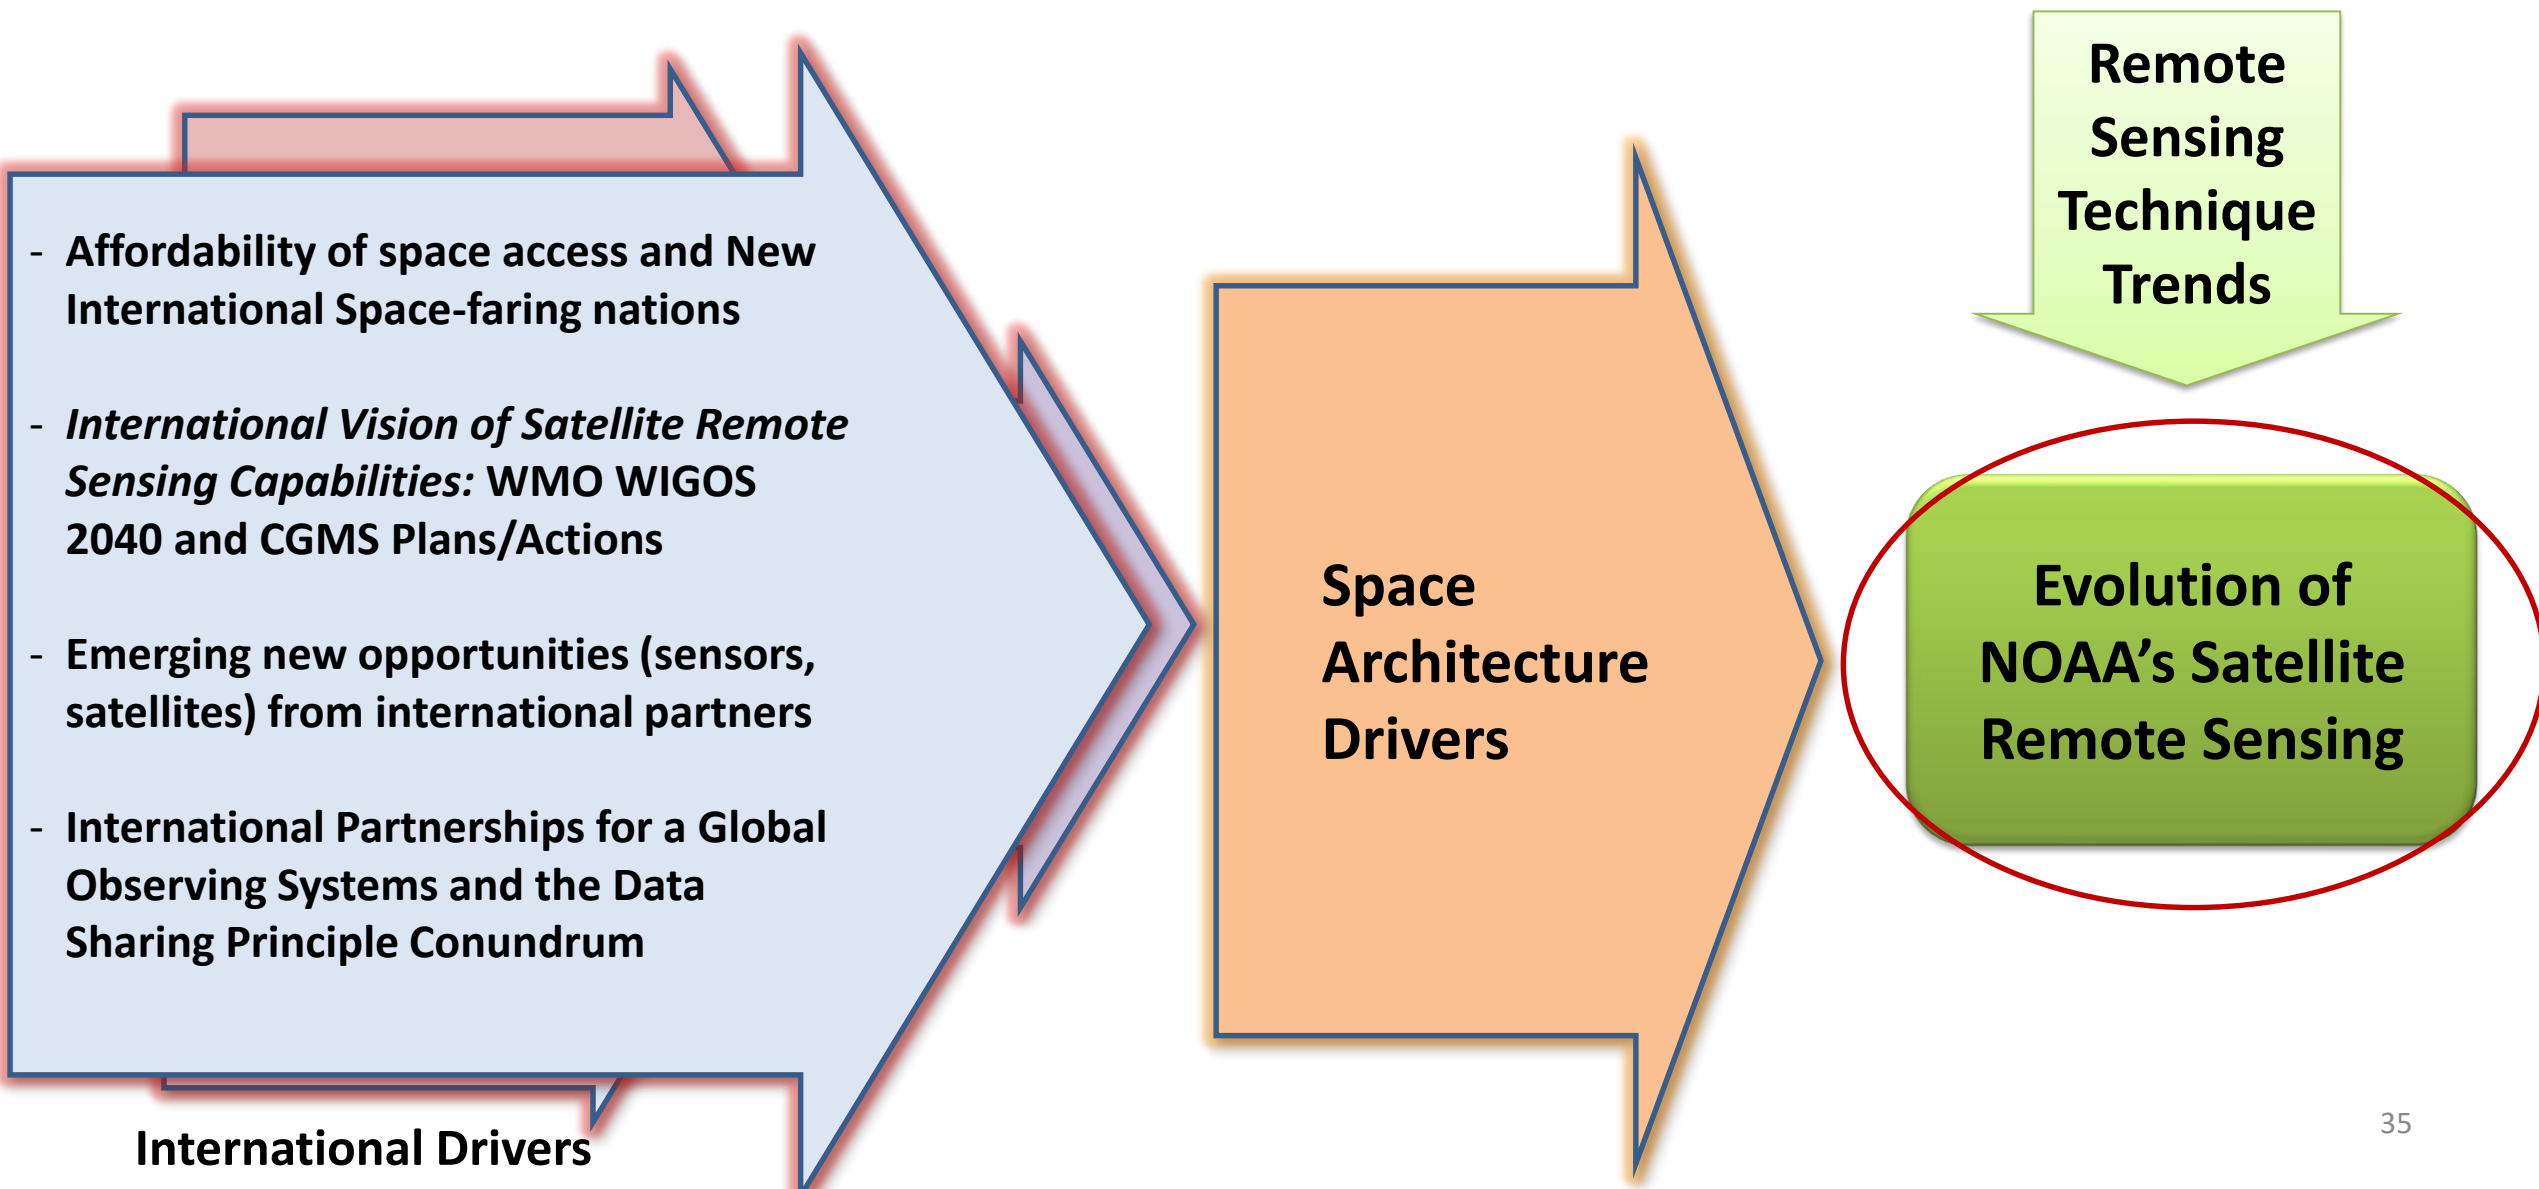 - Affordability of space access and New
International Space-faring nations
- International Vision of Satellite Remote
Sensing Capabilities: WMO WIGOS
2040 and CGMS Plans/Actions
- Emerging new opportunities (sensors,
satellites) from international partners
- International Partnerships for a Global
Observing Systems and the Data
Sharing Principle Conundrum
International Drivers
Space
Architecture
Drivers
Remote
Sensing
Technique
Trends
Evolution of
NOAA’s Satellite
Remote Sensing
35